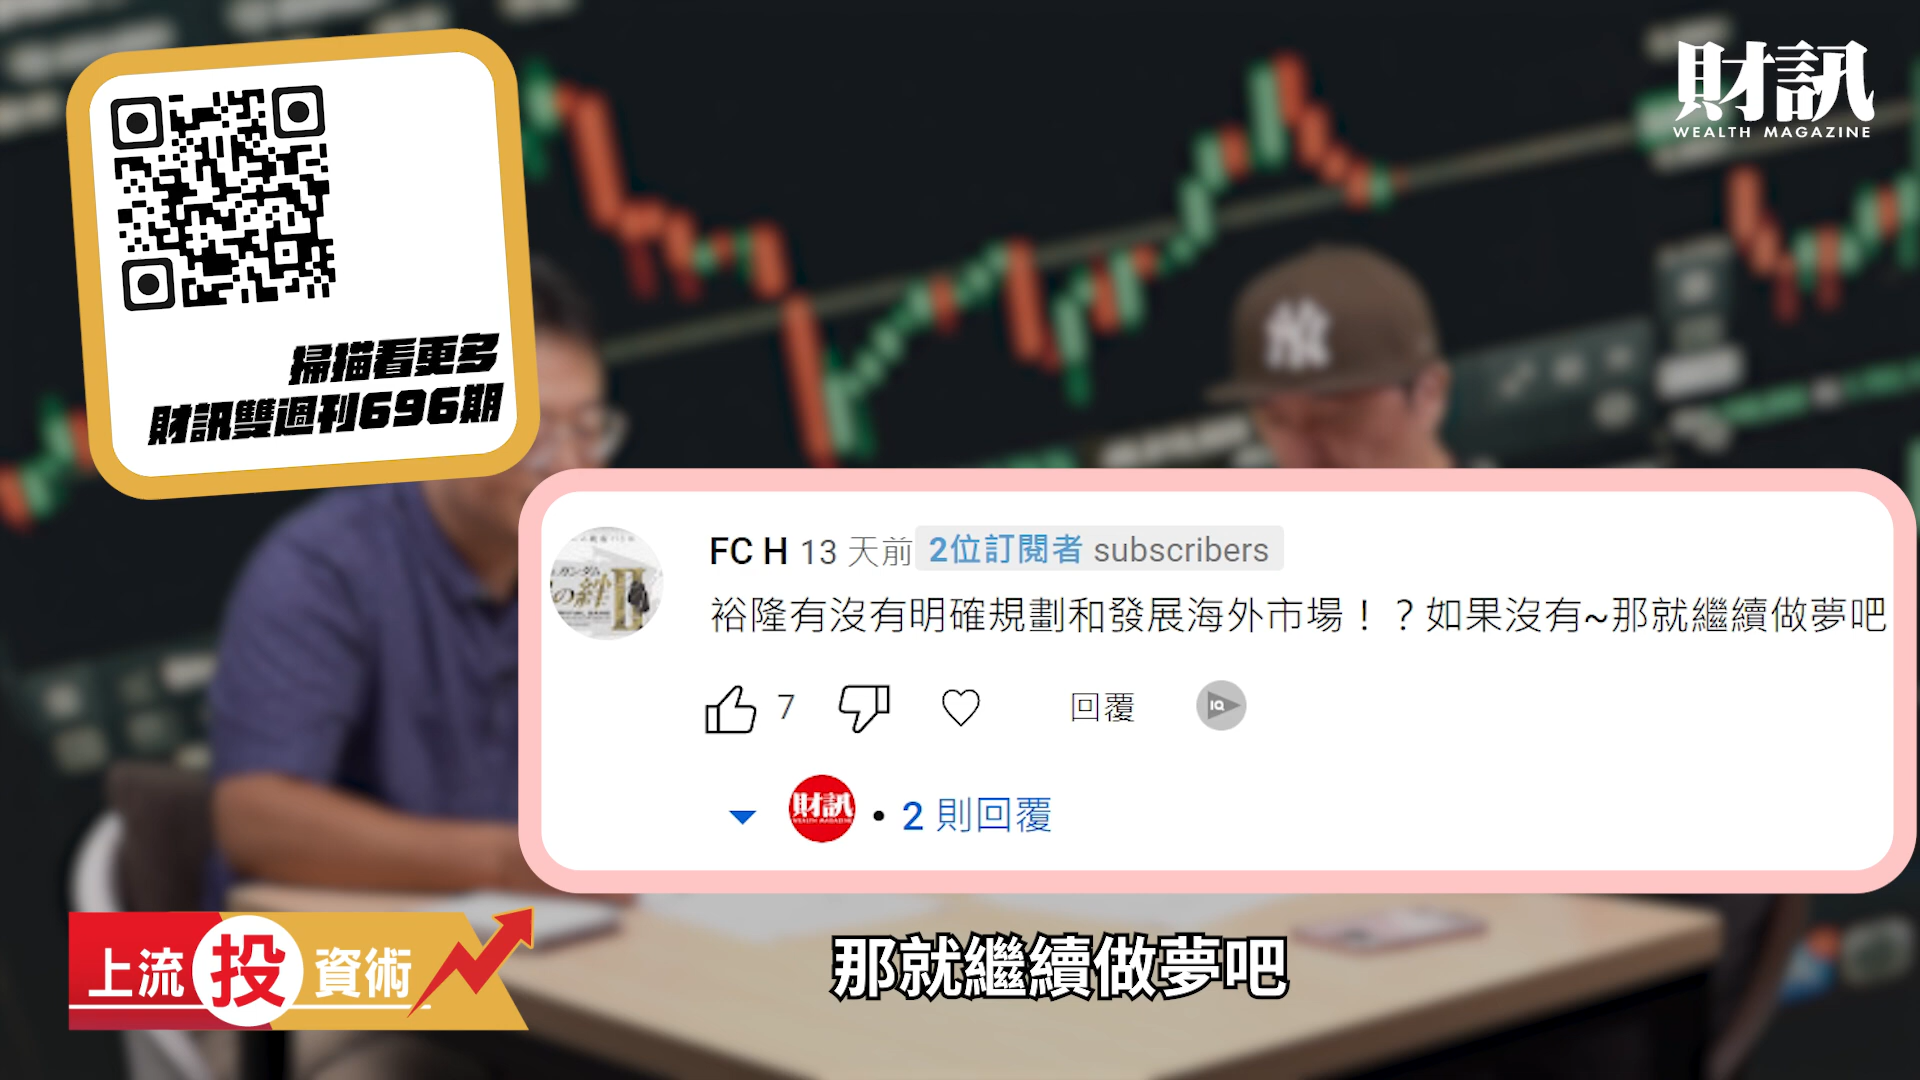 財訊
WEALTH MAGAZINE
掃描看更多
財訊雙週刊696期
FC H 13 天前 2位訂閱者 subscribers
裕隆有沒有明確規劃和發展海外市場！？如果沒有~那就繼續做夢吧
7 回覆
IQ
財訊
WEALTH MAGAZINE
• 2 則回覆
上流投資術
那就繼續做夢吧